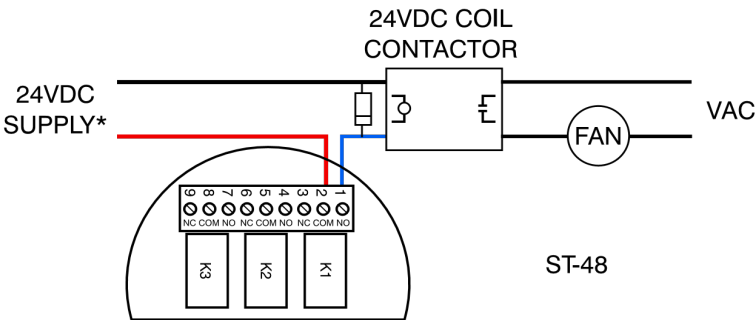 24VDC COIL
CONTACTOR
24VDC
SUPPLY*
VAC
FAN
9 8 7 6 5 4 3 2 1
NC COM NO NC COM NO NC COM NO
K3 K2 K1
ST-48